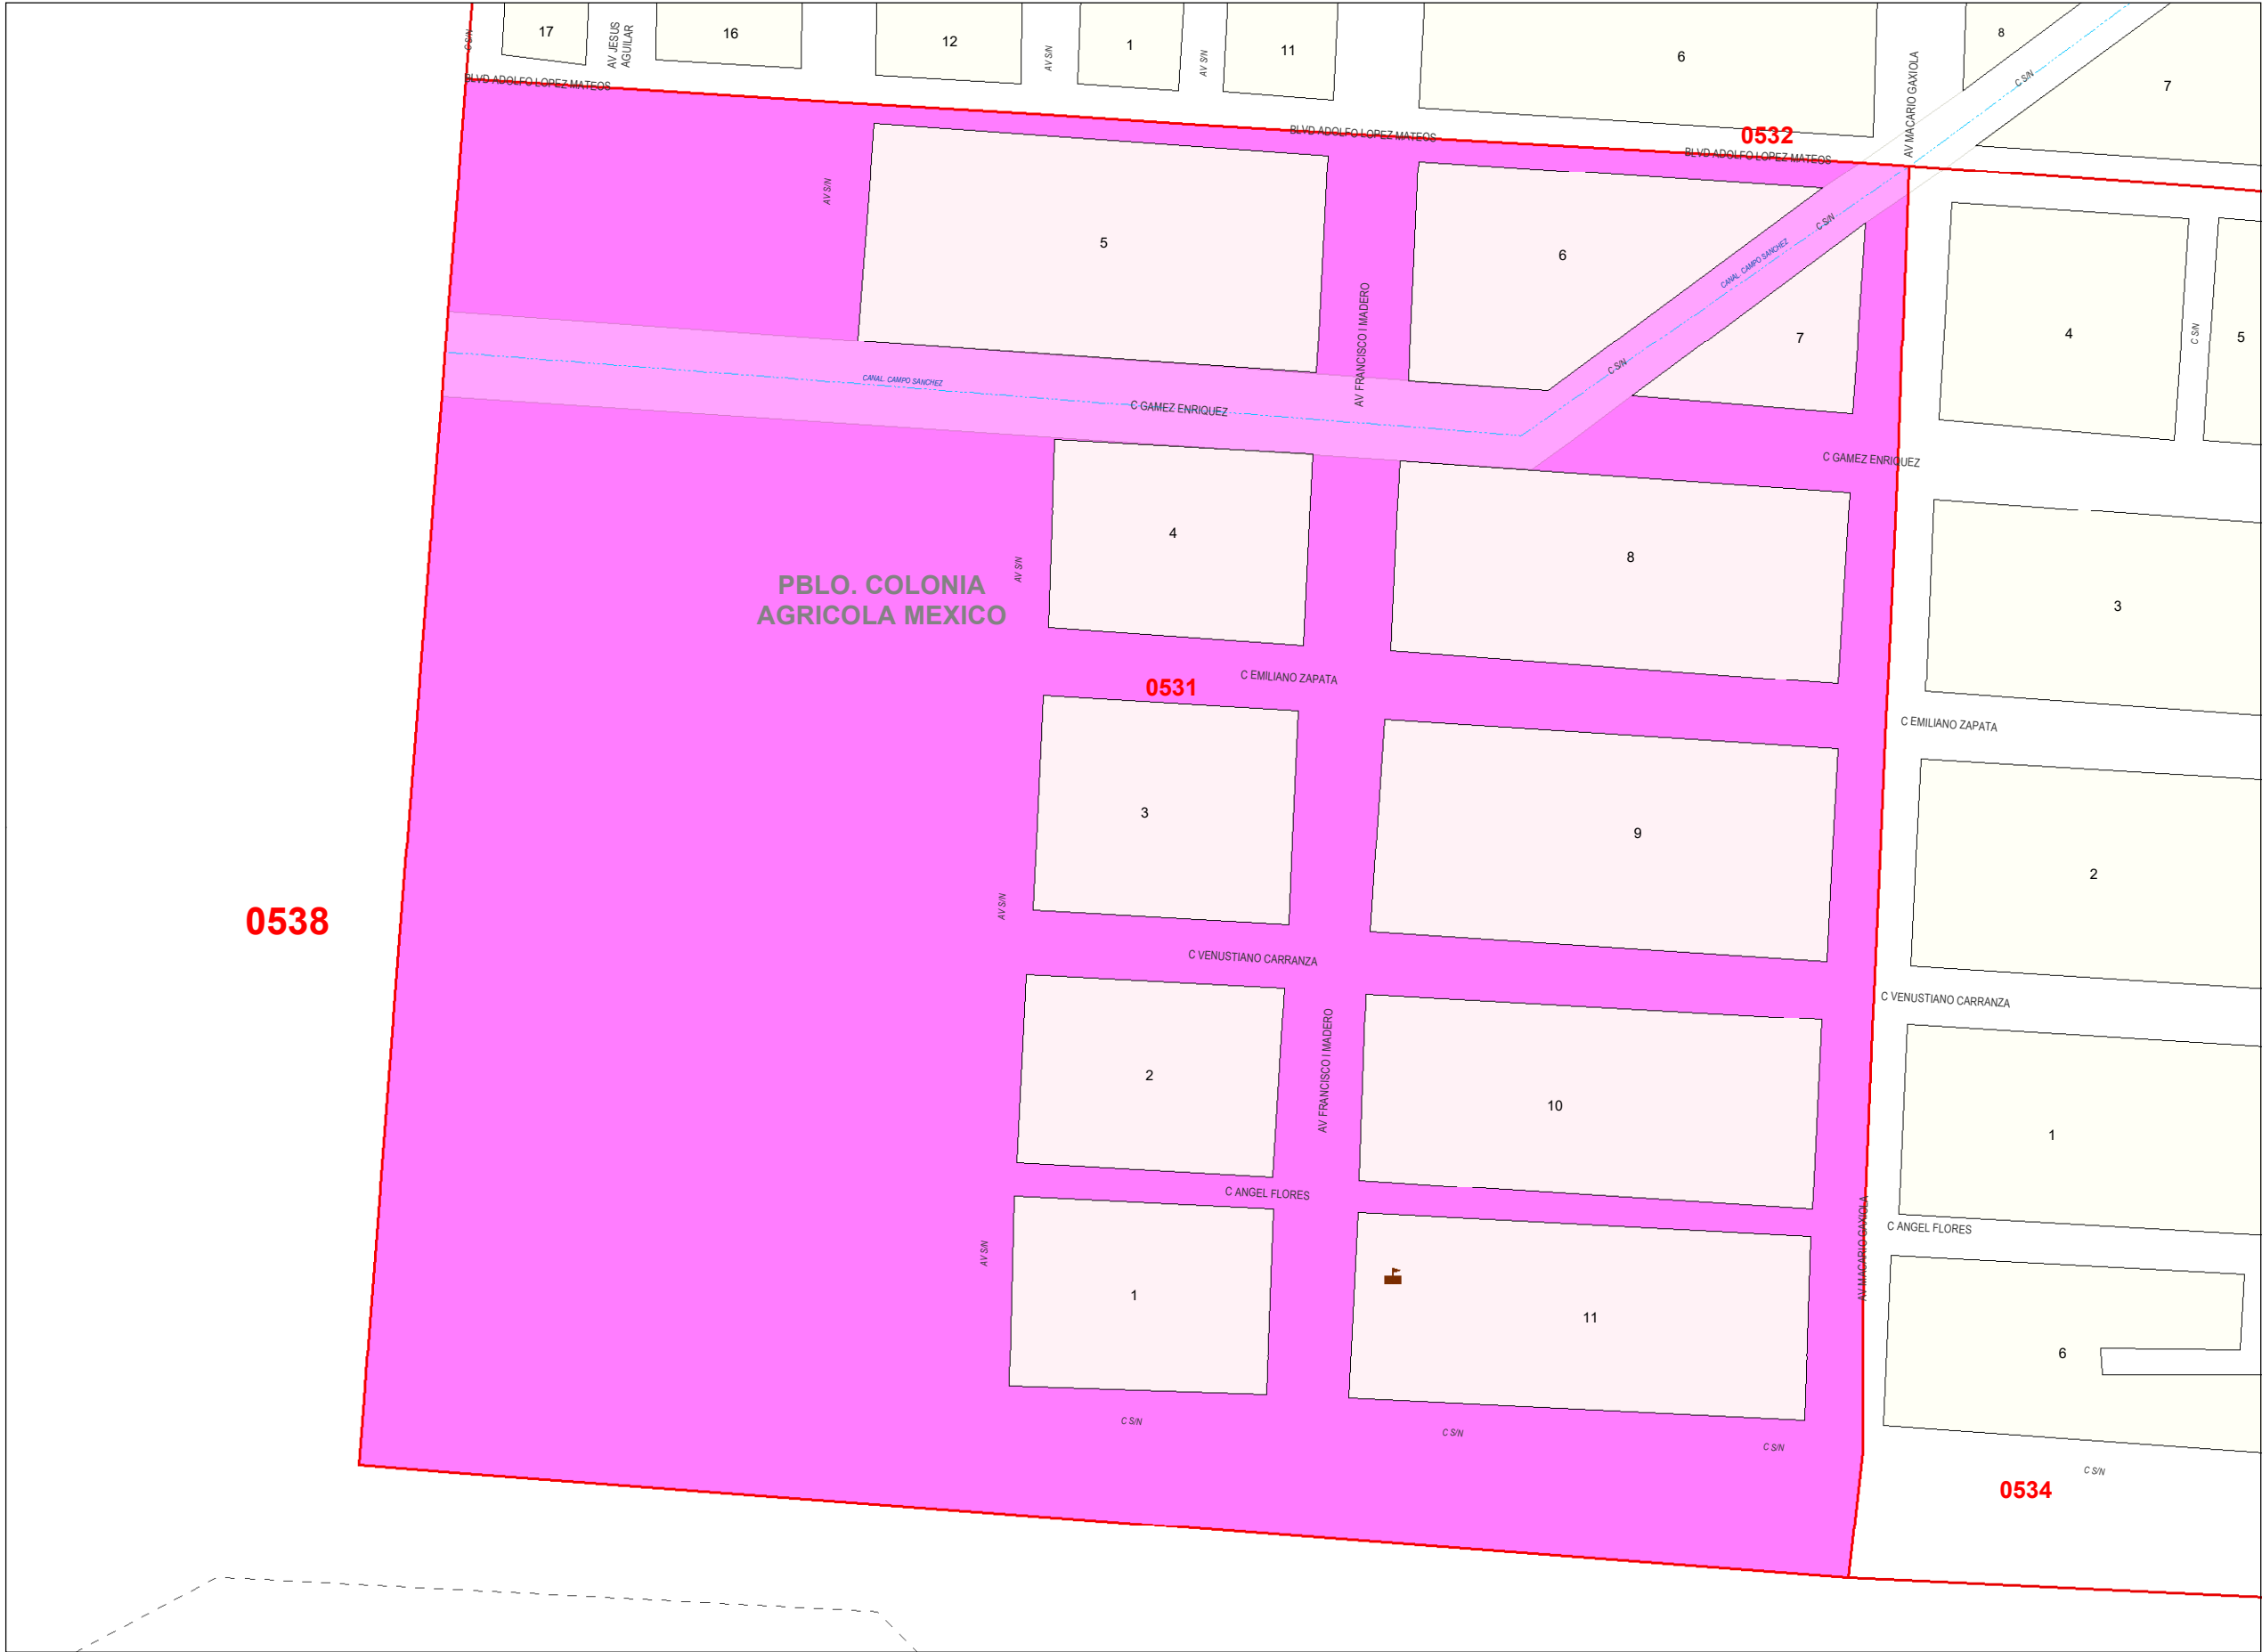 C S/N
17
AV JESUS
AGUILAR
16
12
AV S/N
1
AV S/N
11
6
AV MACARIO GAXIOLA
8
C S/N
7
BLVD ADOLFO LOPEZ MATEOS
BLVD ADOLFO LOPEZ MATEOS
0532
BLVD ADOLFO LOPEZ MATEOS
AV S/N
5
AV FRANCISCO I MADERO
6
CANAL. CAMPO SANCHEZ
C S/N
7
C S/N
4
C S/N
5
CANAL. CAMPO SANCHEZ
C GAMEZ ENRIQUEZ
C GAMEZ ENRIQUEZ
4
AV S/N
8
3
PBLO. COLONIA
AGRICOLA MEXICO
0531
C EMILIANO ZAPATA
C EMILIANO ZAPATA
3
9
2
AV S/N
0538
C VENUSTIANO CARRANZA
C VENUSTIANO CARRANZA
2
AV FRANCISCO I MADERO
10
1
C ANGEL FLORES
AV MACARIO GAXIOLA
C ANGEL FLORES
AV S/N
1
11
6
C S/N
C S/N
C S/N
C S/N
0534